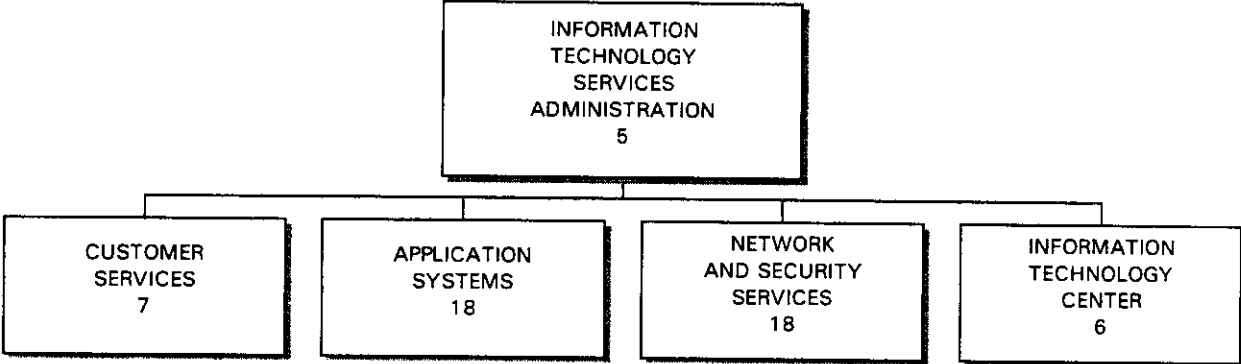 INFORMATION
TECHNOLOGY
SERVICES
ADMINISTRATION
5
CUSTOMER
SERVICES
7
APPLICATION
SYSTEMS
18
NETWORK
AND SECURITY
SERVICES
18
INFORMATION
TECHNOLOGY
CENTER
6